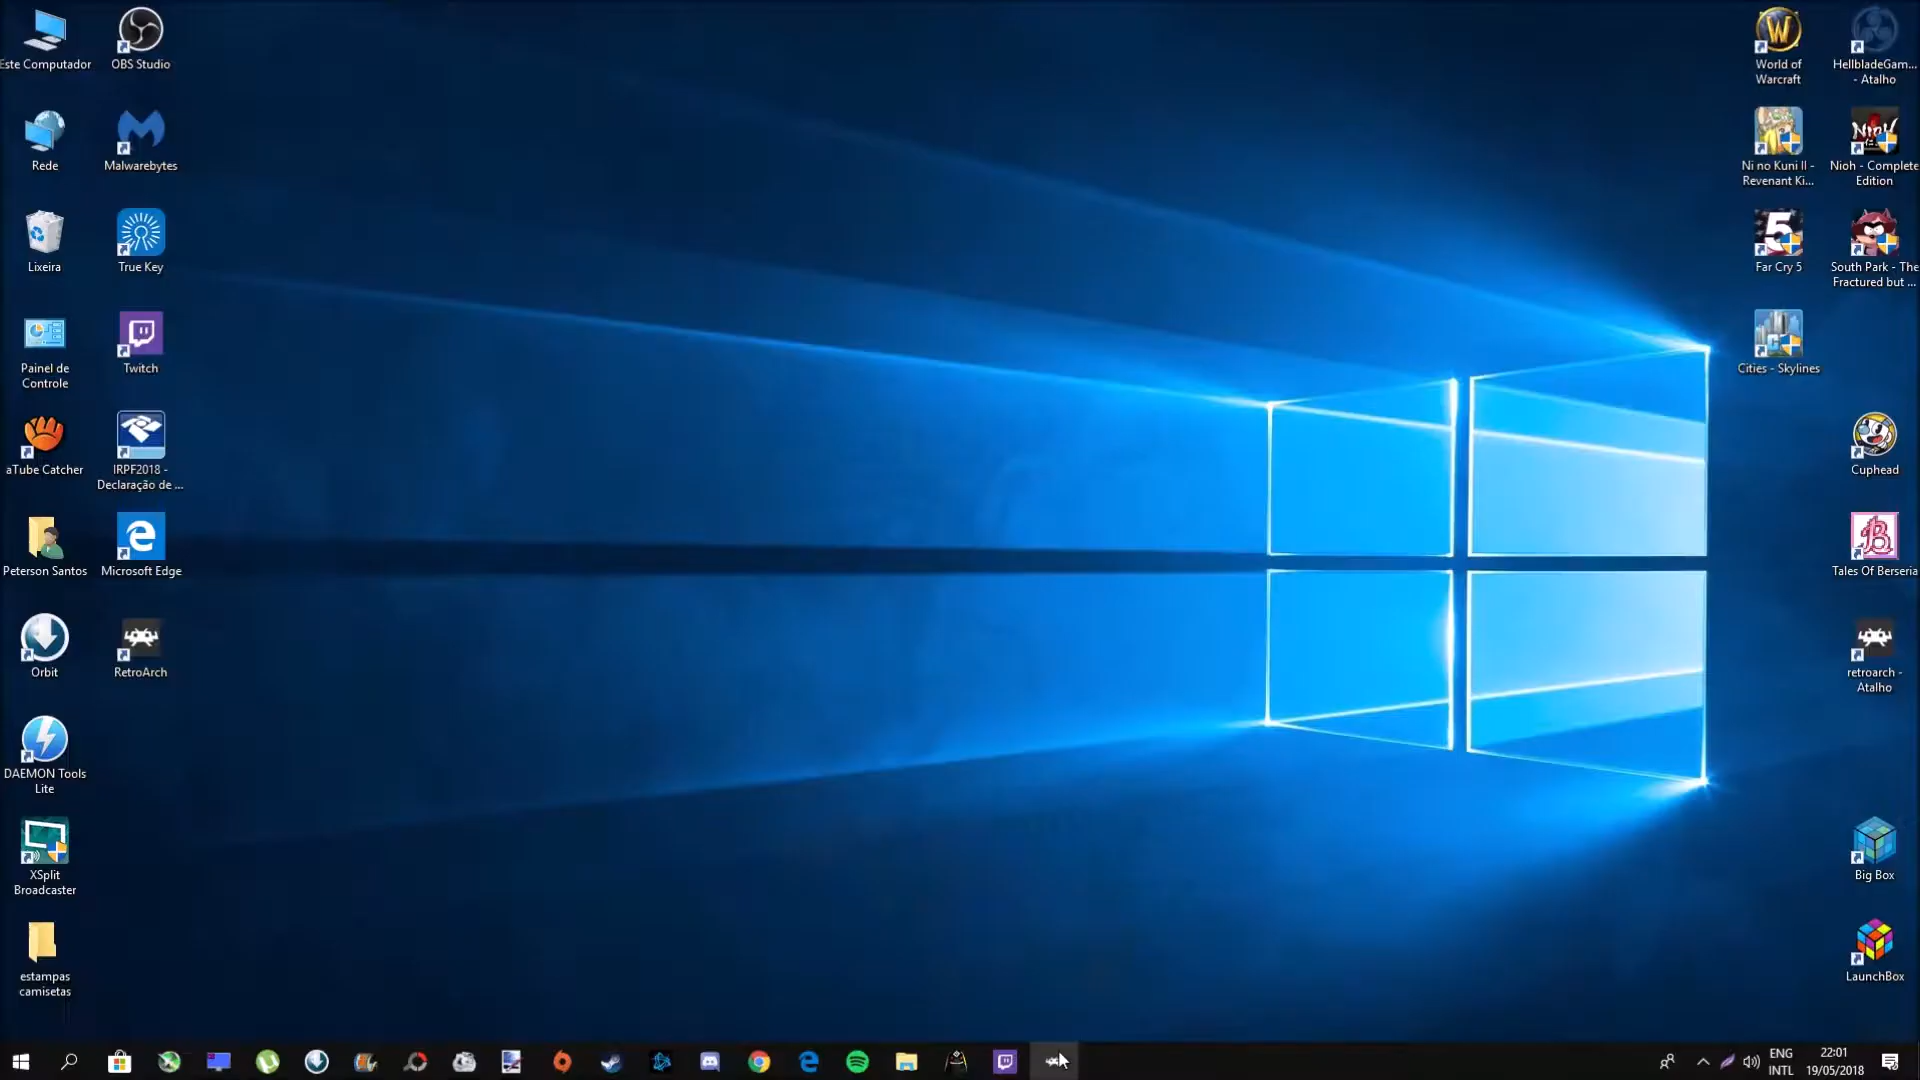 Este Computador
OBS Studio
Rede
Malwarebytes
Lixeira
True Key
Painel de
Controle
Twitch
aTube Catcher
IRPF2018 -
Declaração de ...
Peterson Santos
Microsoft Edge
Orbit
RetroArch
DAEMON Tools
Lite
XSplit
Broadcaster
estampas
camisetas
World of
Warcraft
HellbladeGam...
- Atalho
Ni no Kuni II -
Revenant Ki...
NIOH
Nioh - Complete
Edition
5
Far Cry 5
South Park - The
Fractured but ...
Cities - Skylines
Cuphead
Tales Of Berseria
retroarch -
Atalho
Big Box
LaunchBox
ENG
INTL
22:01
19/05/2018